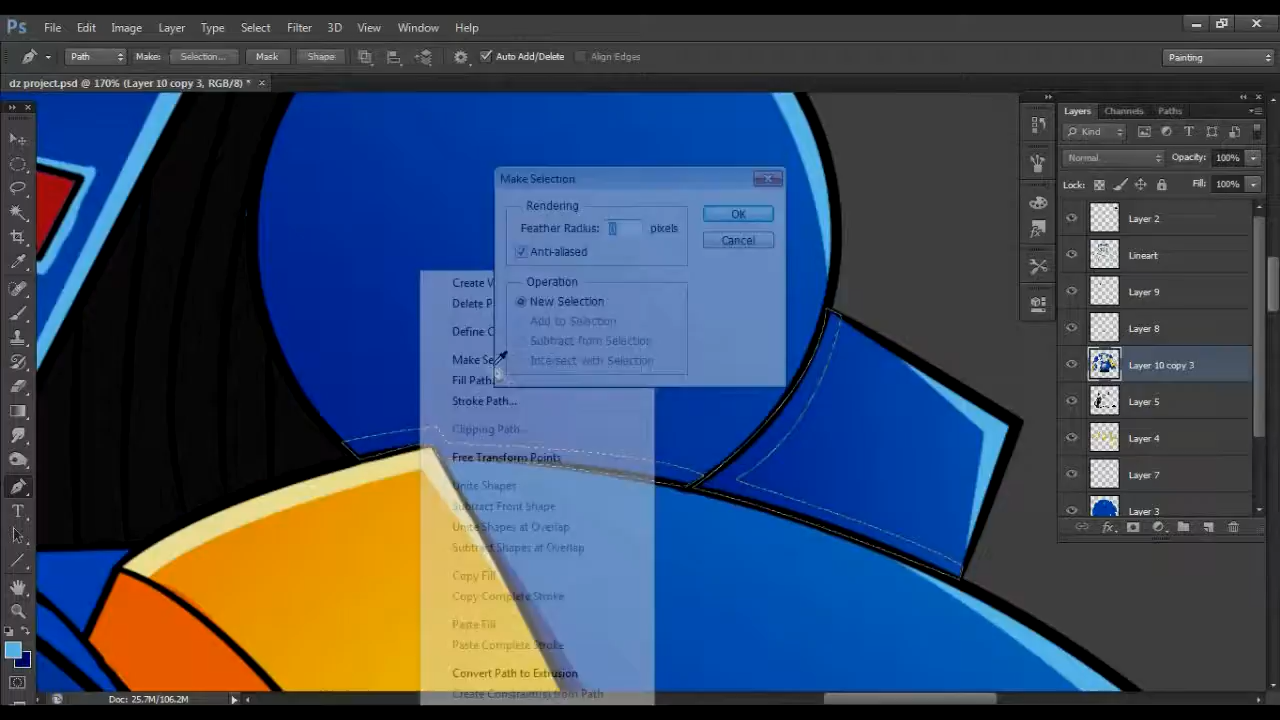 Ps File Edit Image Layer Type Select Filter 3D View Window Help
Path Make: Selection... Mask Shape Auto Add/Delete Align Edges Painting
dz project.psd @ 170% (Layer 10 copy 3, RGB/8) *
Layers Channels Paths
Kind
Normal Opacity: 100%
Lock: Fill: 100%
Layer 2
Lineart
Layer 9
Layer 8
Layer 10 copy 3
Layer 5
Layer 4
Layer 7
Layer 3
Make Selection
Rendering
Feather Radius: pixels
Anti-aliased
OK
Cancel
Operation
New Selection
Add to Selection
Subtract from Selection
Intersect with Selection
Create
Delete
Define
Make
Fill Path...
Stroke Path...
Clipping Path...
Free Transform Points
Unite Shapes
Subtract Front Shape
Unite Shapes at Overlap
Subtract Shapes at Overlap
Copy Fill
Copy Complete Stroke
Paste Fill
Paste Complete Stroke
Convert Path to Extrusion
Create Constraint(s) from Path
Doc: 25.7M/106.2M